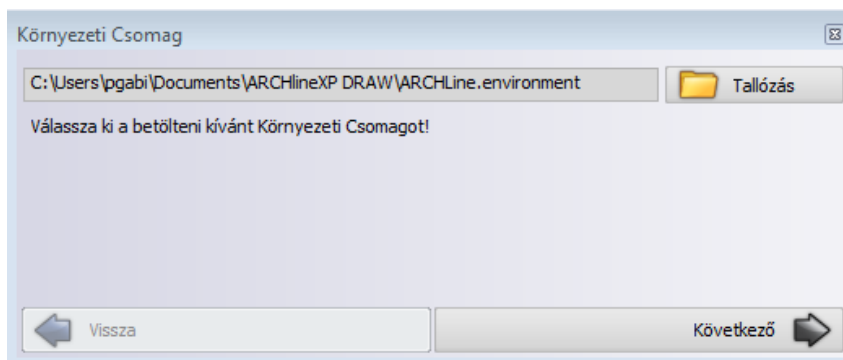 Környezeti Csomag
C:\Users\pgabi\Documents\ARCHlineXP DRAW\ARCHLine.environment
Tallózás
Válassza ki a betölteni kívánt Környezeti Csomagot!
Vissza
Következő